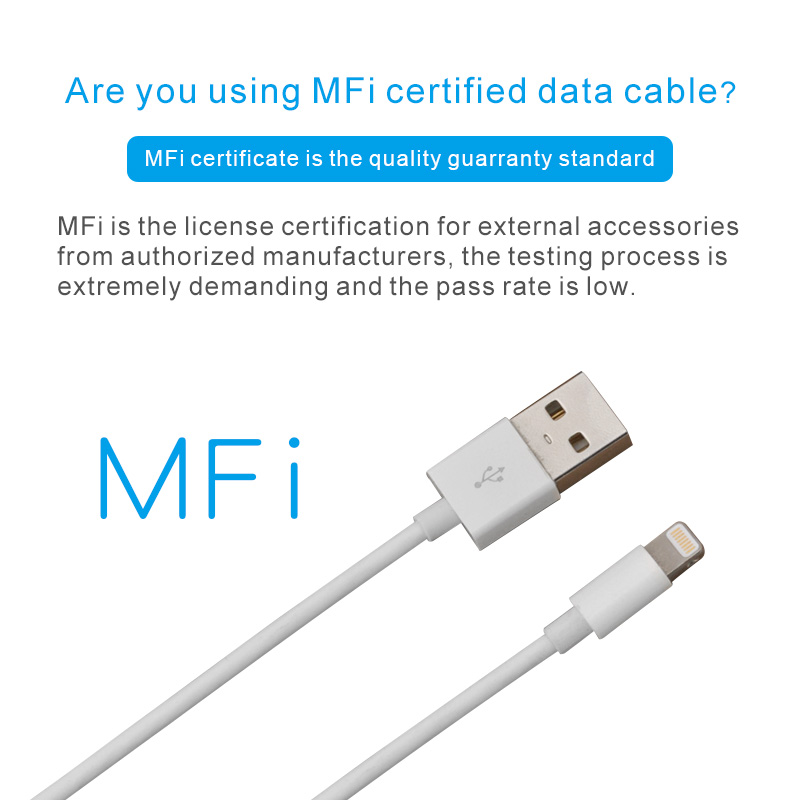 Are you using MFi certified data cable?
MFi certificate is the quality guarranty standard
MFi is the license certification for external accessories
from authorized manufacturers, the testing process is
extremely demanding and the pass rate is low.
MFi